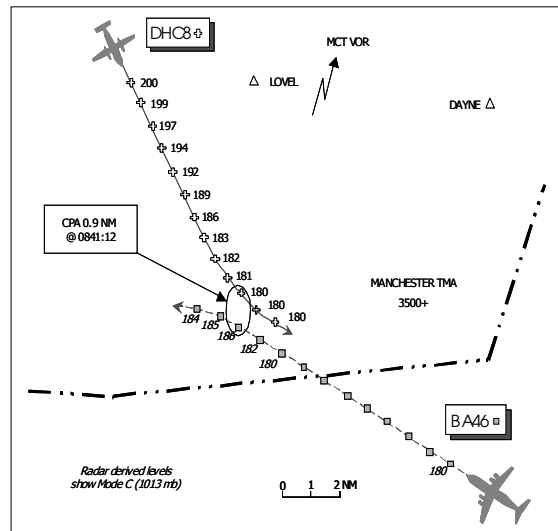 DHC8
MCT VOR
LOVEL
DAYNE
200
199
197
194
192
189
186
183
182
181
180
180
180
CPA 0.9 NM
@ 0841:12
MANCHESTER TMA
3500+
184
185
186
182
180
BA46
180
Radar derived levels
show Mode C (1013 mb)
0 1 2 NM